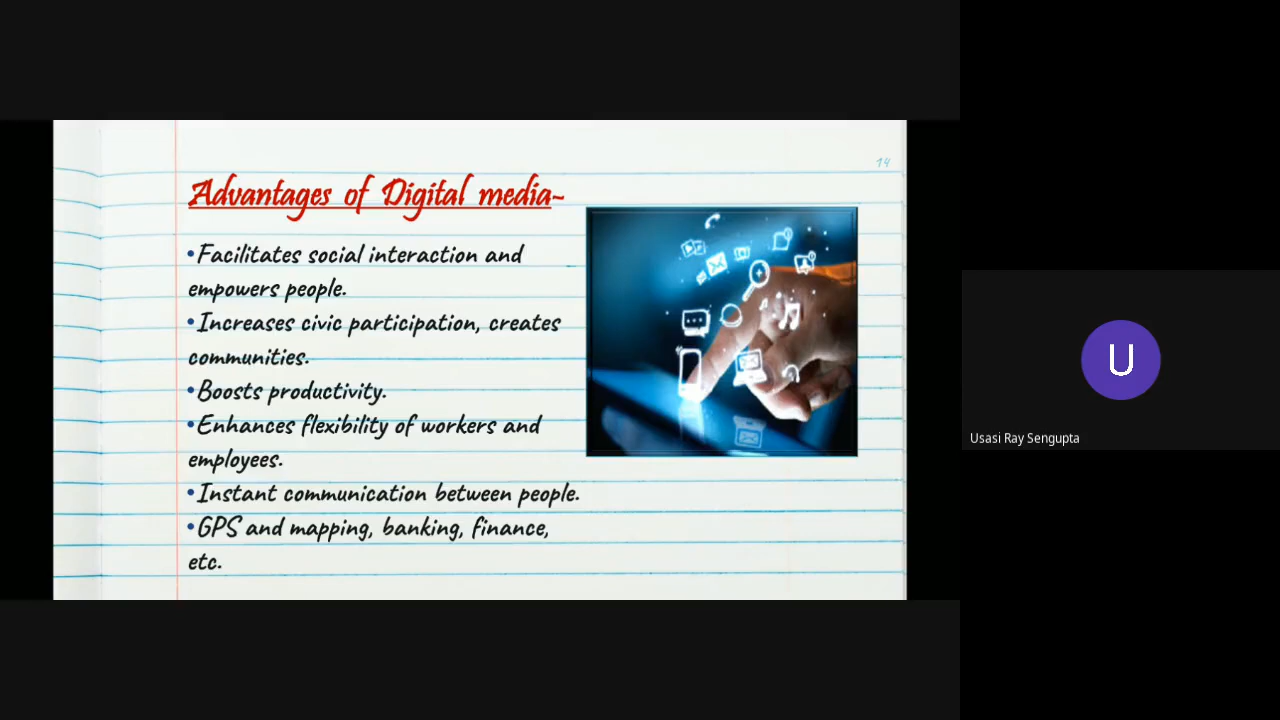 14
Advantages of Digital media-
•Facilitates social interaction and
empowers people.
•Increases civic participation, creates
communities.
•Boosts productivity.
•Enhances flexibility of workers and
employees.
•Instant communication between people.
•GPS and mapping, banking, finance,
etc.
U
Usasi Ray Sengupta